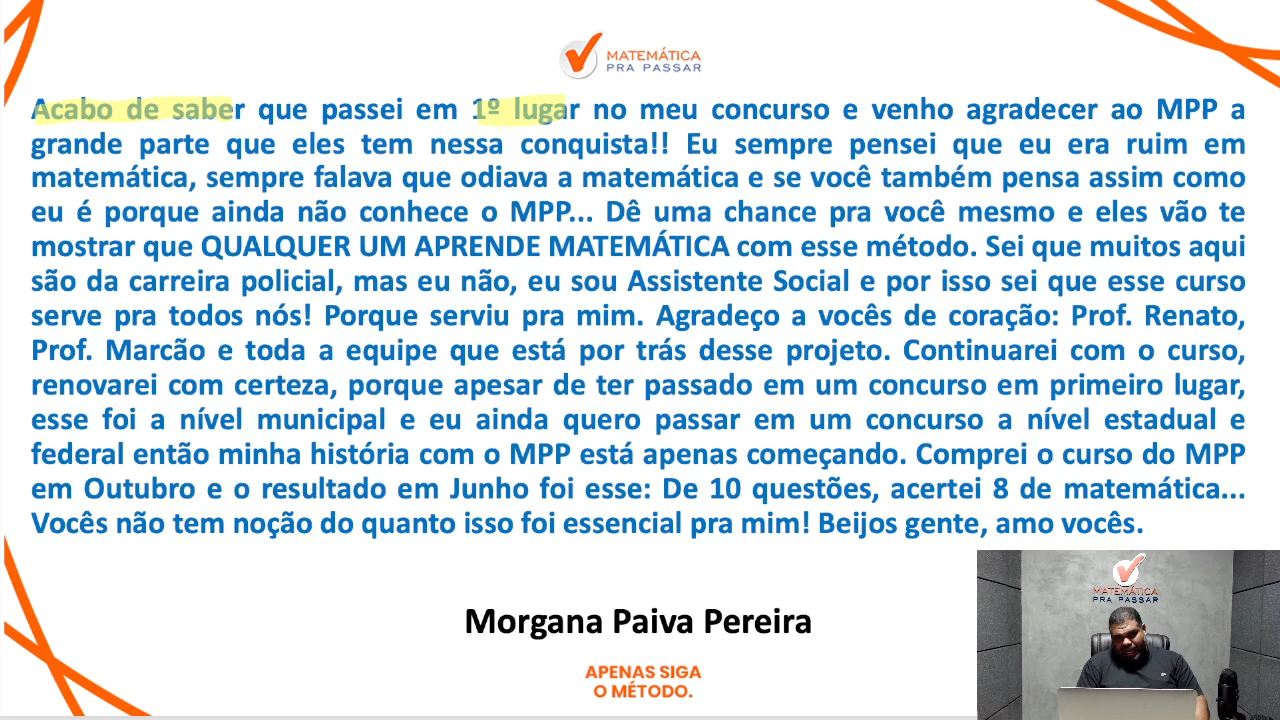 MATEMÁTICA
PRA PASSAR
Acabo de saber que passei em 1º lugar no meu concurso e venho agradecer ao MPP a
grande parte que eles tem nessa conquista!! Eu sempre pensei que eu era ruim em
matemática, sempre falava que odiava a matemática e se você também pensa assim como
eu é porque ainda não conhece o MPP... Dê uma chance pra você mesmo e eles vão te
mostrar que QUALQUER UM APRENDE MATEMÁTICA com esse método. Sei que muitos aqui
são da carreira policial, mas eu não, eu sou Assistente Social e por isso sei que esse curso
serve pra todos nós! Porque serviu pra mim. Agradeço a vocês de coração: Prof. Renato,
Prof. Marcão e toda a equipe que está por trás desse projeto. Continuarei com o curso,
renovarei com certeza, porque apesar de ter passado em um concurso em primeiro lugar,
esse foi a nível municipal e eu ainda quero passar em um concurso a nível estadual e
federal então minha história com o MPP está apenas começando. Comprei o curso do MPP
em Outubro e o resultado em Junho foi esse: De 10 questões, acertei 8 de matemática...
Vocês não tem noção do quanto isso foi essencial pra mim! Beijos gente, amo vocês.
Morgana Paiva Pereira
APENAS SIGA
O MÉTODO.
MATEMÁTICA
PRA PASSAR